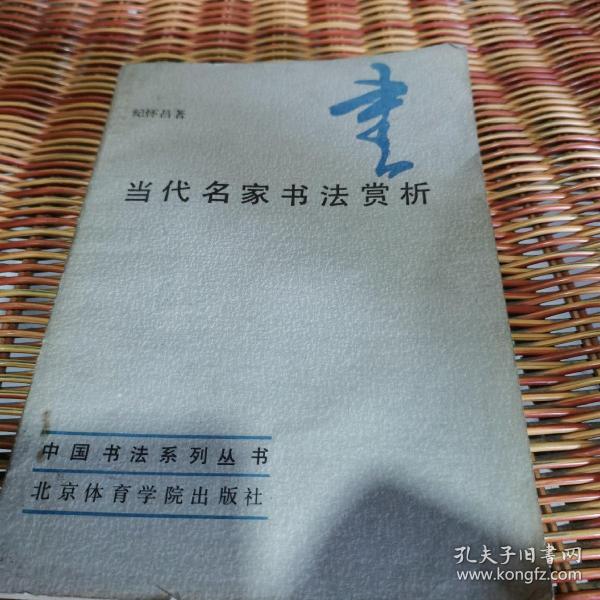 書
纪怀昌著
当代名家书法赏析
中国书法系列丛书
北京体育学院出版社
孔夫子旧书网
www.kongfz.com